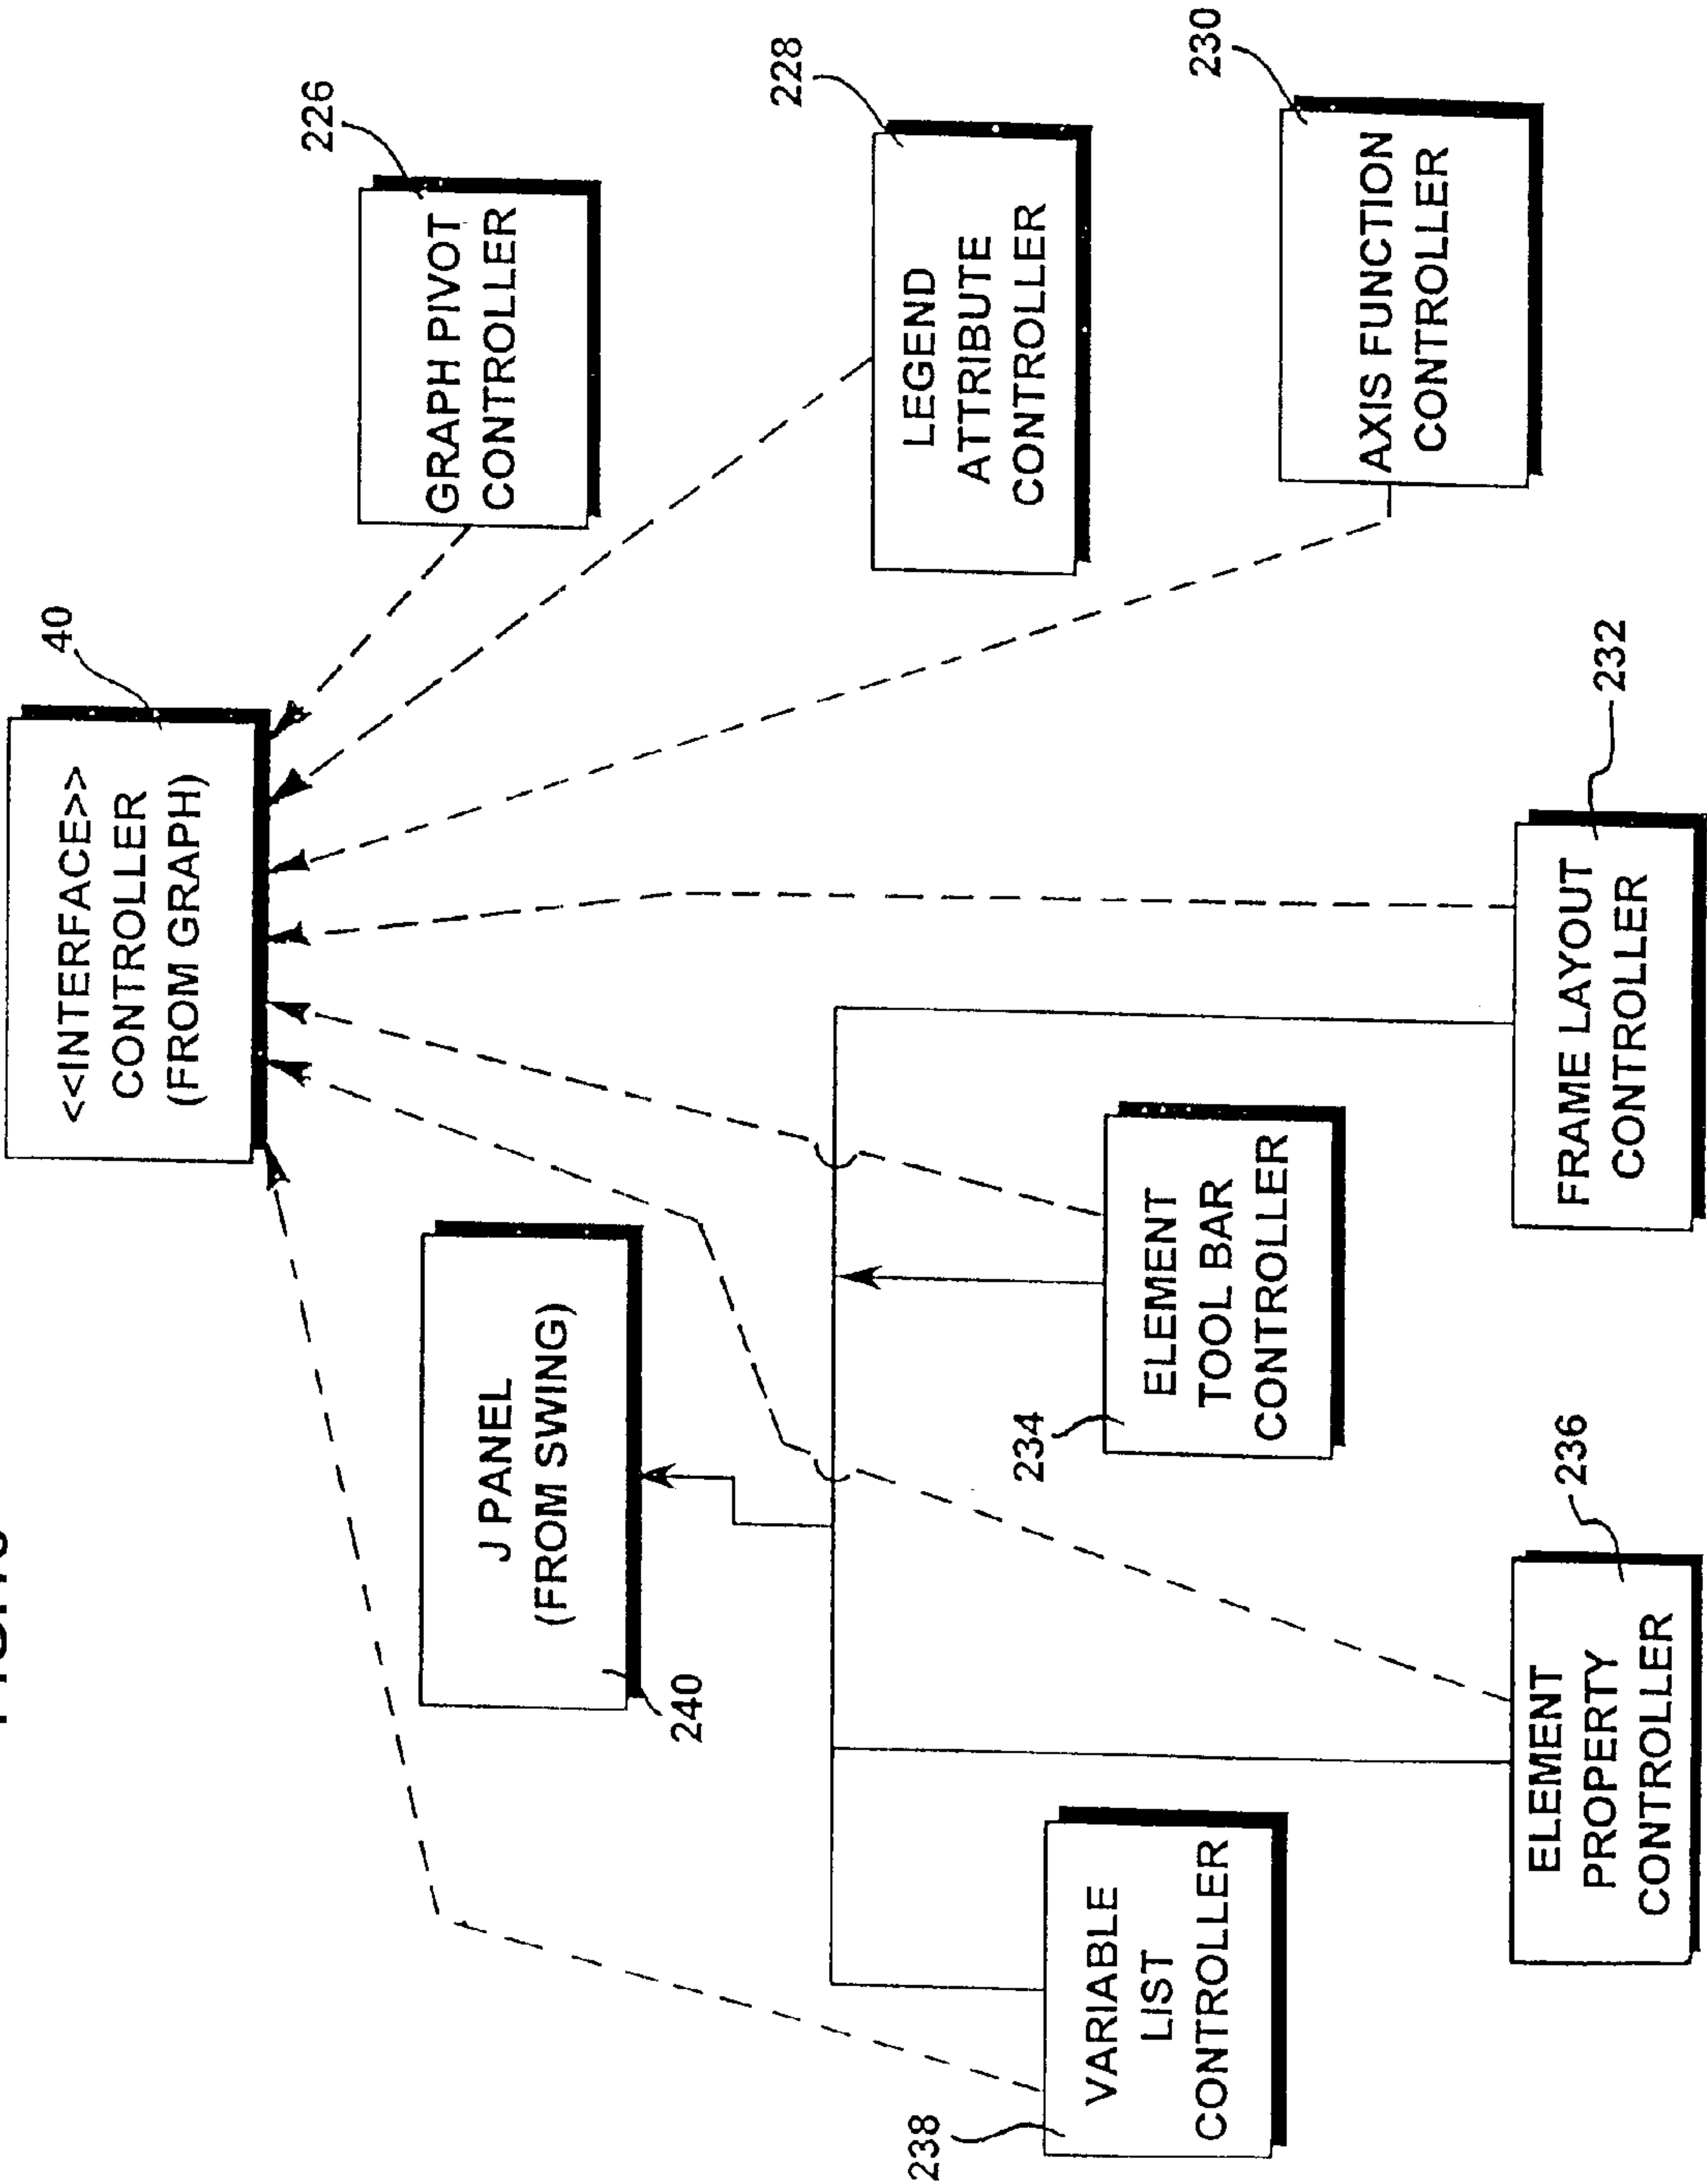 40
<<INTERFACE>>
CONTROLLER
(FROM GRAPH)
226
GRAPH PIVOT
CONTROLLER
J PANEL
(FROM SWING)
240
228
LEGEND
ATTRIBUTE
CONTROLLER
238
VARIABLE
LIST
CONTROLLER
234
ELEMENT
TOOL BAR
CONTROLLER
230
AXIS FUNCTION
CONTROLLER
236
ELEMENT
PROPERTY
CONTROLLER
232
FRAME LAYOUT
CONTROLLER